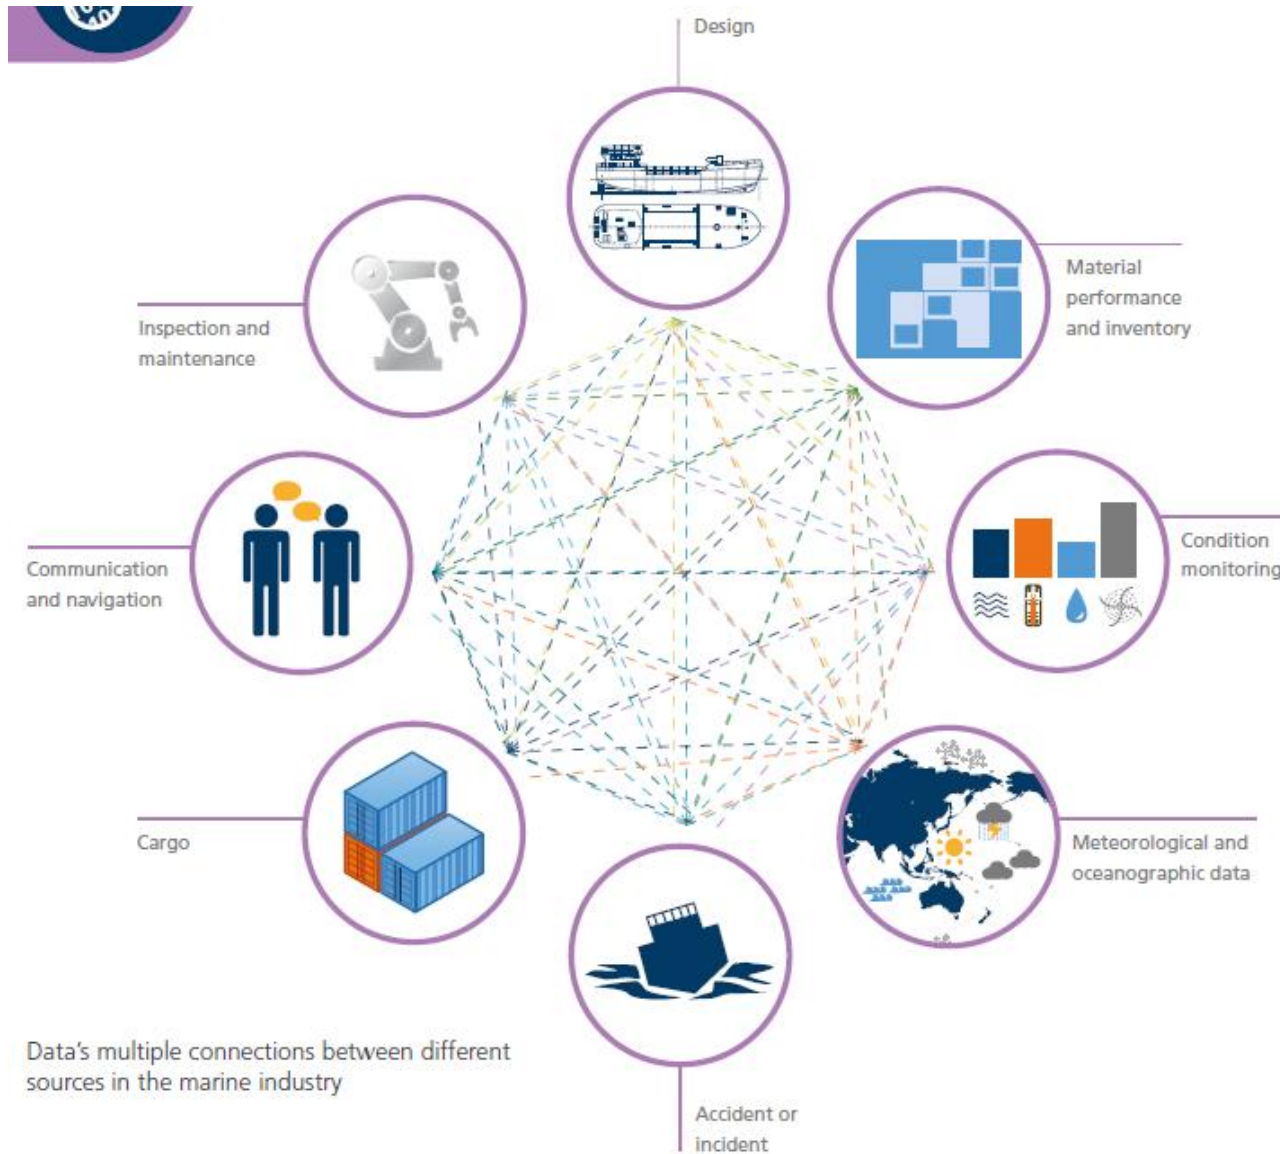 Design
Material
performance
and inventory
Inspection and
maintenance
Condition
monitoring
Communication
and navigation
Cargo
Meteorological and
oceanographic data
Data's multiple connections between different
sources in the marine industry
Accident or
incident